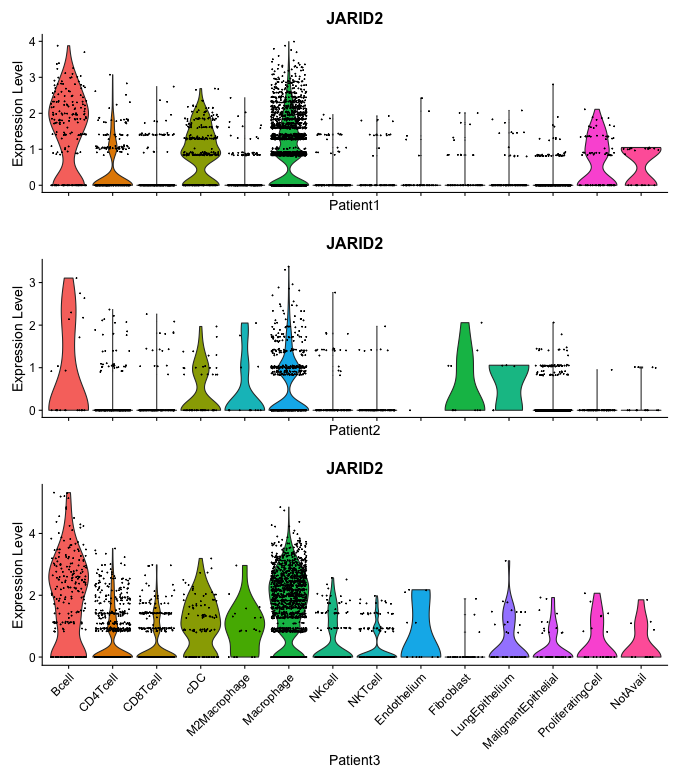 JARID2
Expression Level
4
3
2
1
0
Patient1
JARID2
Expression Level
3
2
1
0
Patient2
JARID2
Expression Level
4
2
0
Bcell
CD4Tcell
CD8Tcell
cDC
M2Macrophage
Macrophage
NKcell
NKTcell
Endothelium
Fibroblast
LungEpithelium
MalignantEpithelial
ProliferatingCell
NotAvail
Patient3